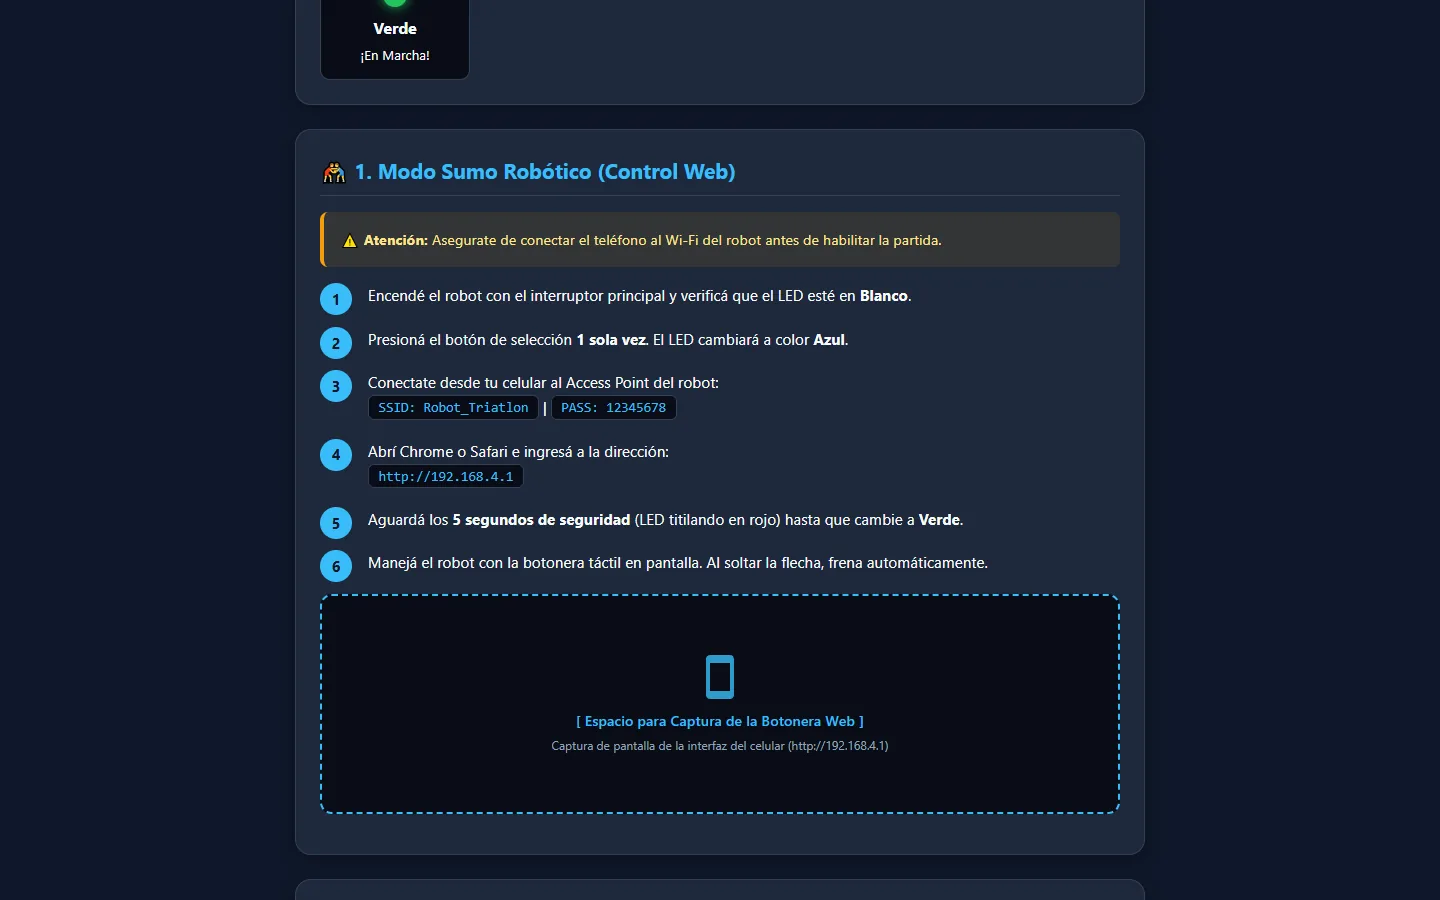 Verde
¡En Marcha!
1. Modo Sumo Robótico (Control Web)
Atención: Asegurate de conectar el teléfono al Wi-Fi del robot antes de habilitar la partida.
1 Encendé el robot con el interruptor principal y verificá que el LED esté en Blanco.
2 Presioná el botón de selección 1 sola vez. El LED cambiará a color Azul.
3 Conectate desde tu celular al Access Point del robot:
SSID: Robot_Triatlon | PASS: 12345678
4 Abrí Chrome o Safari e ingresá a la dirección:
http://192.168.4.1
5 Aguardá los 5 segundos de seguridad (LED titilando en rojo) hasta que cambie a Verde.
6 Manejá el robot con la botonera táctil en pantalla. Al soltar la flecha, frena automáticamente.
[ Espacio para Captura de la Botonera Web ]
Captura de pantalla de la interfaz del celular (http://192.168.4.1)